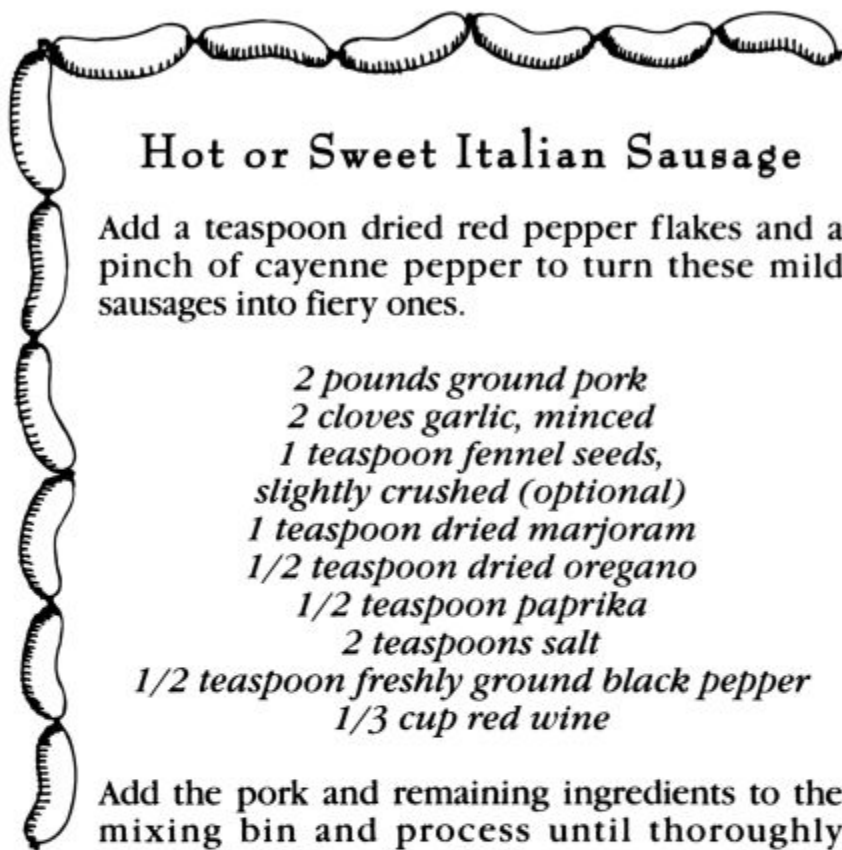 Hot or Sweet Italian Sausage
Add a teaspoon dried red pepper flakes and a
pinch of cayenne pepper to turn these mild
sausages into fiery ones.
2 pounds ground pork
2 cloves garlic, minced
1 teaspoon fennel seeds,
slightly crushed (optional)
1 teaspoon dried marjoram
1/2 teaspoon dried oregano
1/2 teaspoon paprika
2 teaspoons salt
1/2 teaspoon freshly ground black pepper
1/3 cup red wine
Add the pork and remaining ingredients to the
mixing bin and process until thoroughly